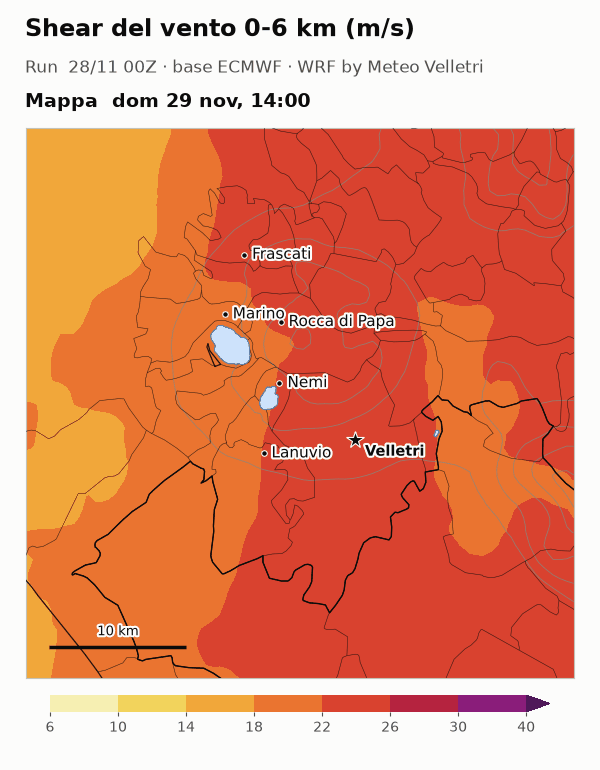 Shear del vento 0-6 km (m/s)
Run  28/11 00Z · base ECMWF · WRF by Meteo Velletri
Mappa  dom 29 nov, 14:00
Frascati
Marino
Rocca di Papa
Nemi
Velletri
Lanuvio
10 km
6 10 14 18 22 26 30 40